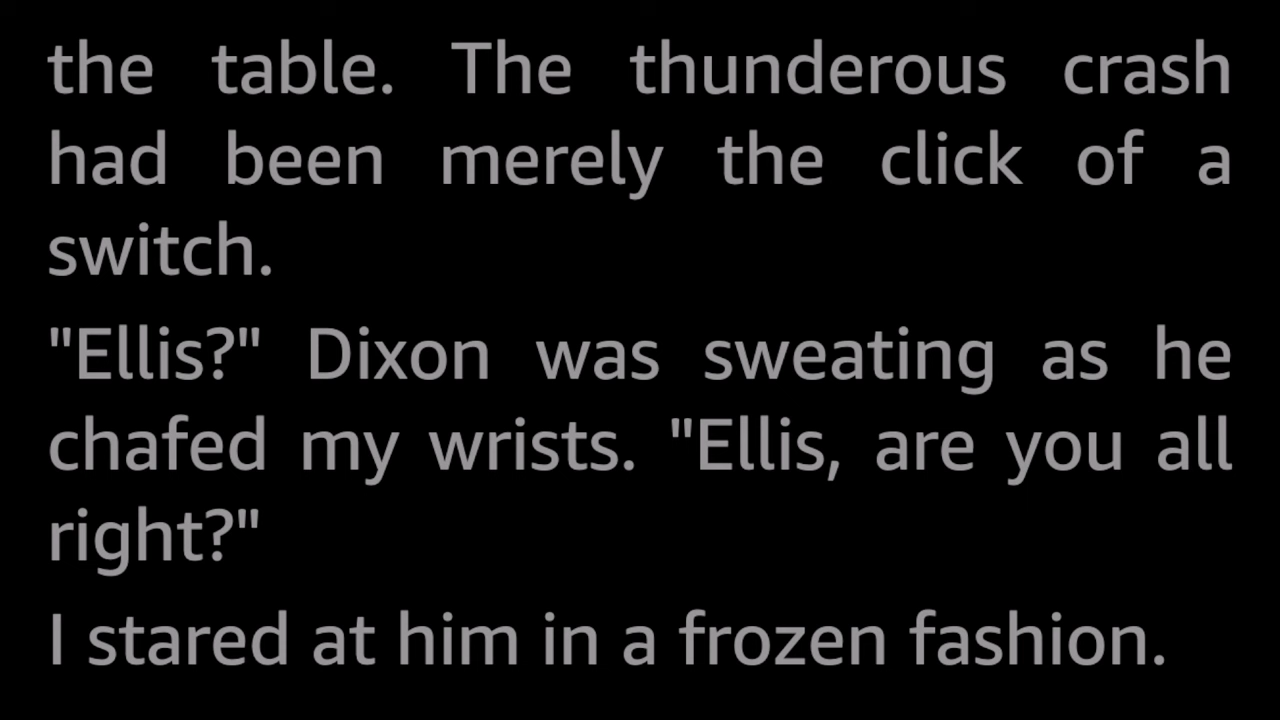 the table. The thunderous crash
had been merely the click of a
switch.
"Ellis?" Dixon was sweating as he
chafed my wrists. "Ellis, are you all
right?"
I stared at him in a frozen fashion.